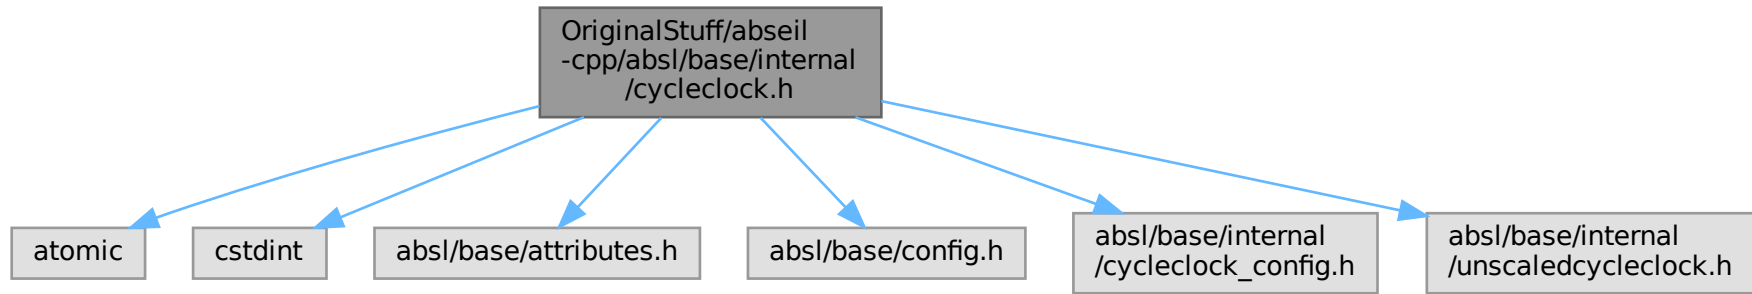 OriginalStuff/abseil
-cpp/absl/base/internal
/cycleclock.h
atomic
cstdint
absl/base/attributes.h
absl/base/config.h
absl/base/internal
/cycleclock_config.h
absl/base/internal
/unscaledcycleclock.h